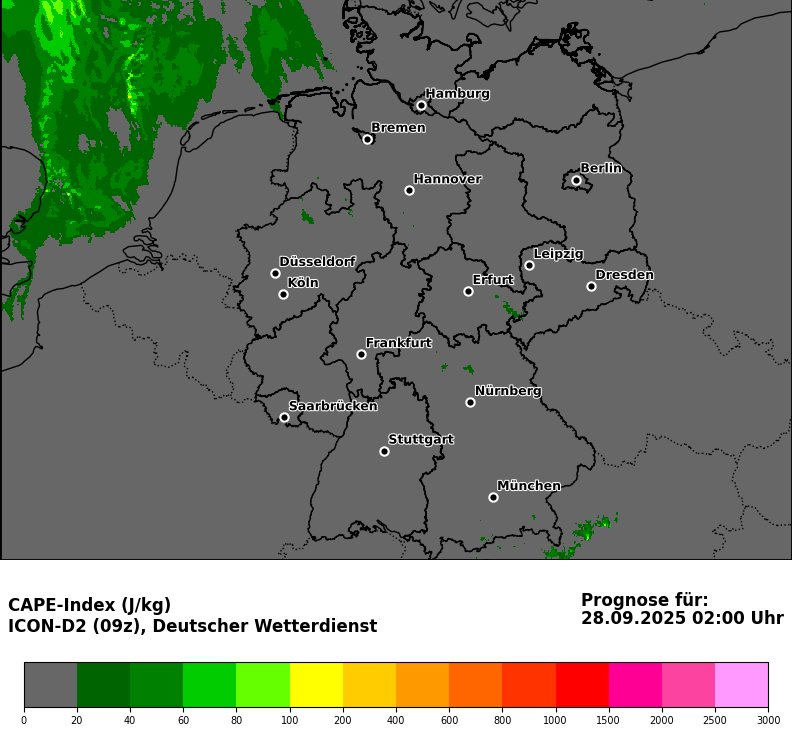 Hamburg
Bremen
Berlin
Hannover
Leipzig
Düsseldorf
Dresden
Erfurt
Köln
Frankfurt
Nürnberg
Saarbrücken
Stuttgart
München
CAPE-Index (J/kg)
ICON-D2 (09z), Deutscher Wetterdienst
Prognose für:
28.09.2025 02:00 Uhr
0 20 40 60 80 100 200 400 600 800 1000 1500 2000 2500 3000